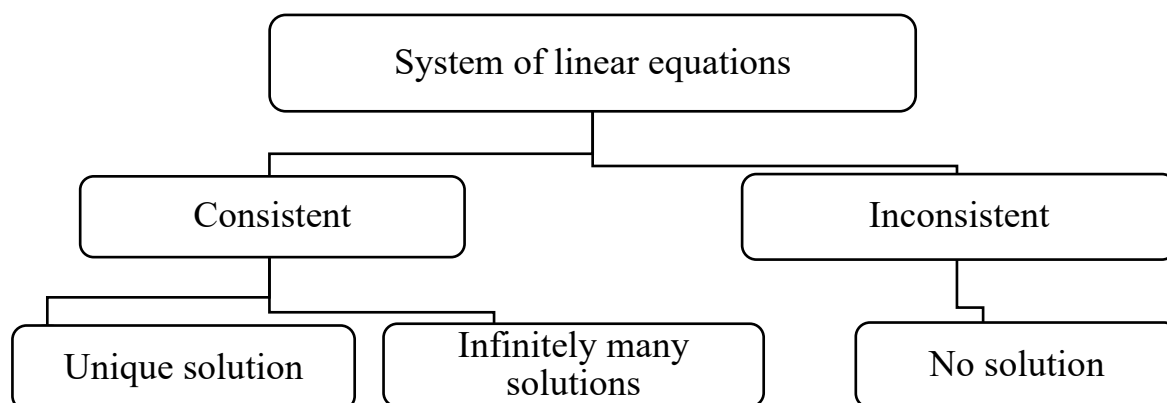 System of linear equations
Consistent
Inconsistent
Unique solution
Infinitely many
solutions
No solution